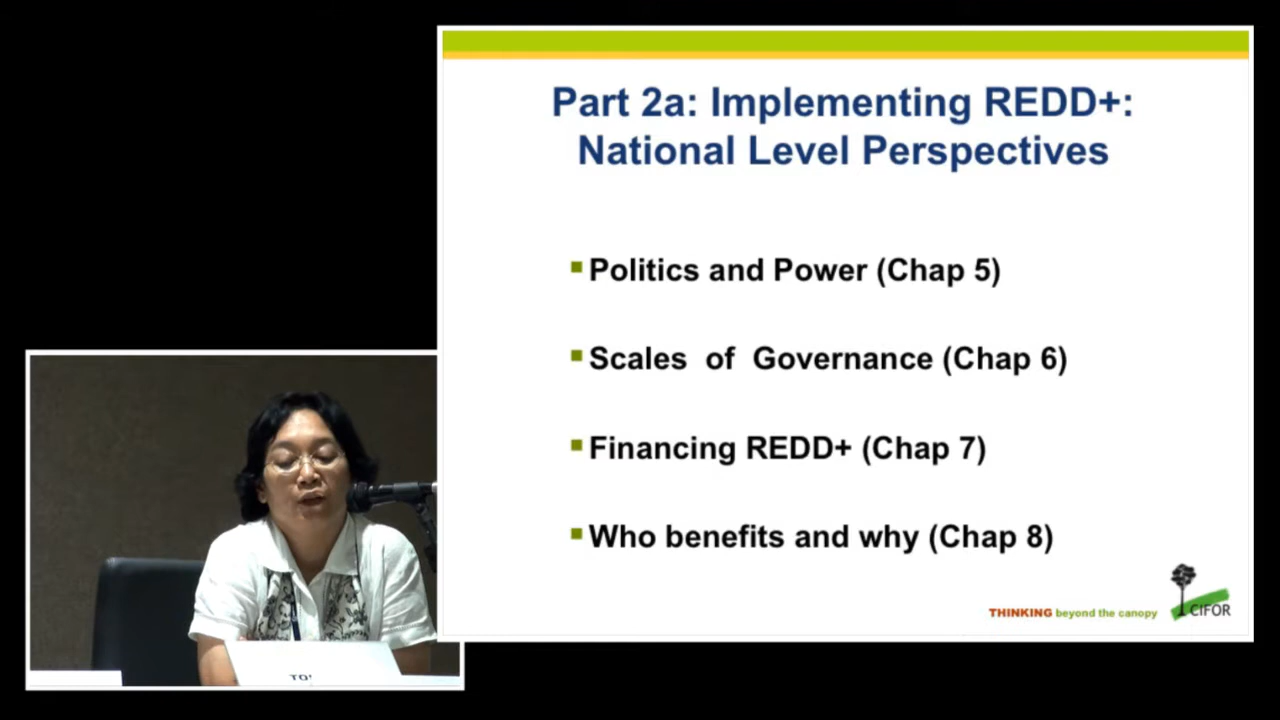 Part 2a: Implementing REDD+:
National Level Perspectives
Politics and Power (Chap 5)
Scales of Governance (Chap 6)
Financing REDD+ (Chap 7)
Who benefits and why (Chap 8)
THINKING beyond the canopy
CIFOR